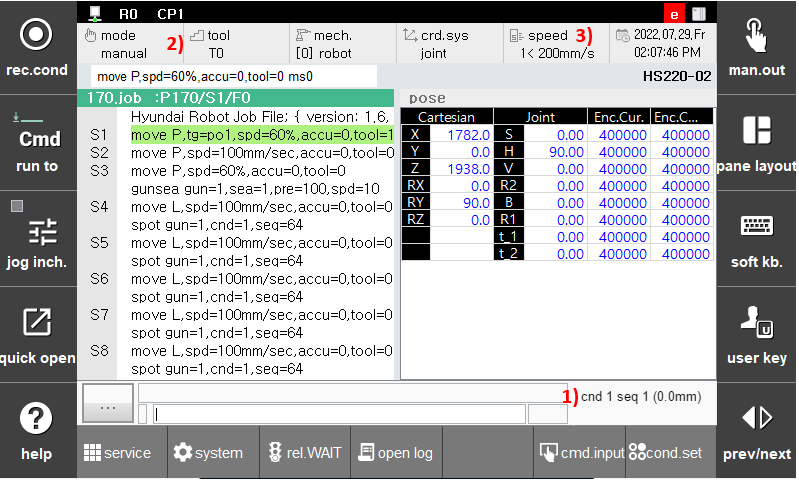 R0 CP1 e
rec.cond
Cmd
run to
jog inch.
quick open
help
mode
manual
2)
tool
T0
mech.
[0] robot
crd.sys
joint
speed
3)
1< 200mm/s
2022,07,29,Fr
02:07:46 PM
move P,spd=60%,accu=0,tool=0 ms0
HS220-02
170.job :P170/S1/F0
Hyundai Robot Job File; { version: 1,6,
S1 move P,tg=po1,spd=60%,accu=0,tool=1
S2 move P,spd=100mm/sec,accu=0,tool=0
S3 move P,spd=60%,accu=0,tool=0
gunsea gun=1,sea=1,pre=100,spd=10
S4 move L,spd=100mm/sec,accu=0,tool=0
spot gun=1,cnd=1,seq=64
S5 move L,spd=100mm/sec,accu=0,tool=0
spot gun=1,cnd=1,seq=64
S6 move L,spd=100mm/sec,accu=0,tool=0
spot gun=1,cnd=1,seq=64
S7 move L,spd=100mm/sec,accu=0,tool=0
spot gun=1,cnd=1,seq=64
S8 move L,spd=100mm/sec,accu=0,tool=0
spot gun=1,cnd=1,seq=64
pose
Cartesian Joint Enc.Cur. Enc.C...
X 1782.0 S 0.00 400000 400000
Y 0.0 H 90.00 400000 400000
Z 1938.0 V 0.00 400000 400000
RX 0.0 R2 0.00 400000 400000
RY 90.0 B 0.00 400000 400000
RZ 0.0 R1 0.00 400000 400000
t_1 0.00 400000 400000
t_2 0.00 400000 400000
...
1) cnd 1 seq 1 (0.0mm)
service
system
rel.WAIT
open log
cmd.input
cond.set
man.out
pane layout
soft kb.
U
user key
prev/next